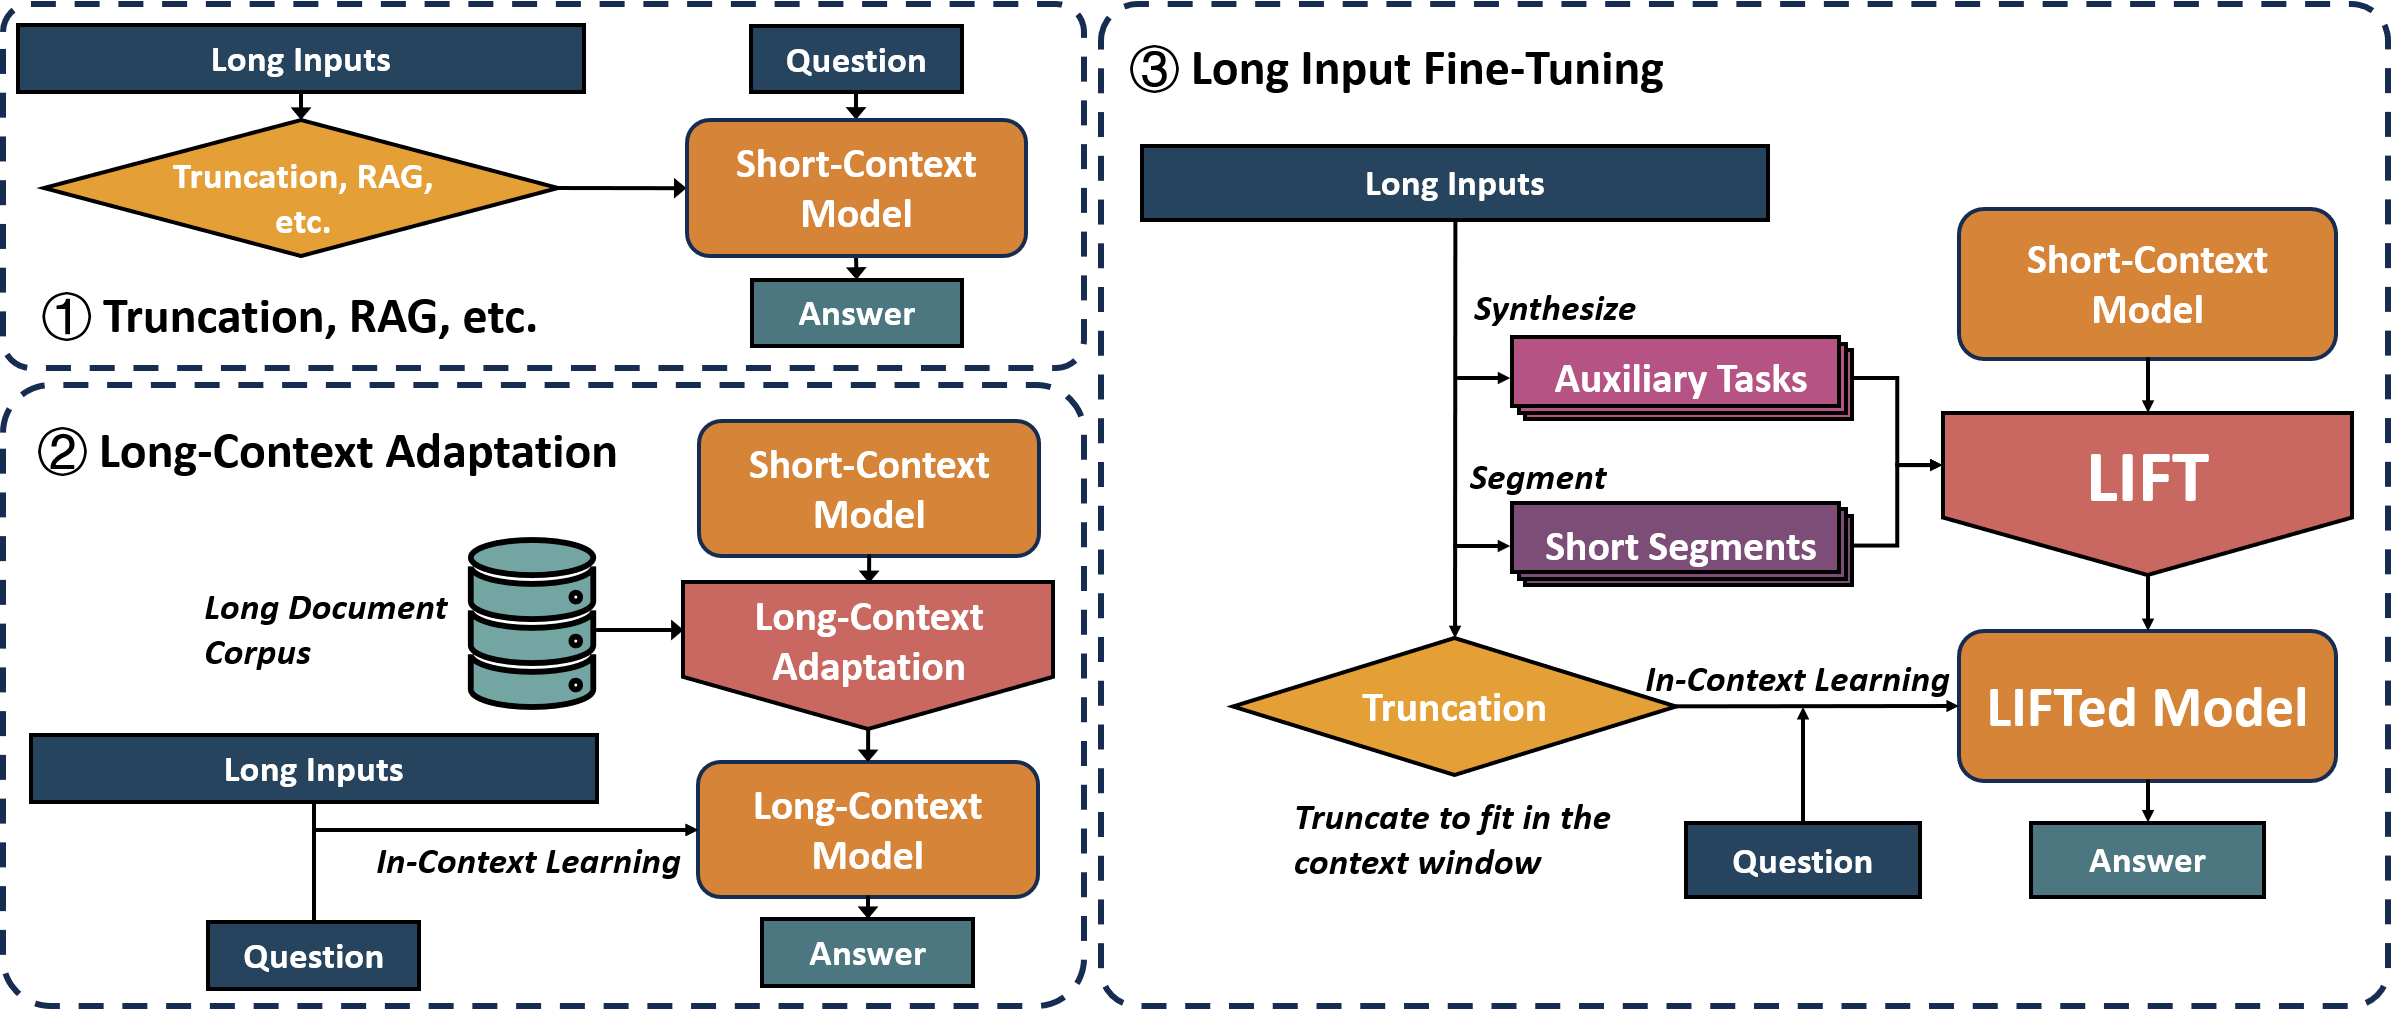 Long Inputs
Question
Truncation, RAG,
etc.
Short-Context
Model
Answer
① Truncation, RAG, etc.
② Long-Context Adaptation
Short-Context
Model
Long Document
Corpus
Long-Context
Adaptation
Long Inputs
In-Context Learning
Long-Context
Model
Question
Answer
③ Long Input Fine-Tuning
Long Inputs
Short-Context
Model
Synthesize
Auxiliary Tasks
LIFT
Segment
Short Segments
Truncation
In-Context Learning
LIFTed Model
Truncate to fit in the
context window
Question
Answer